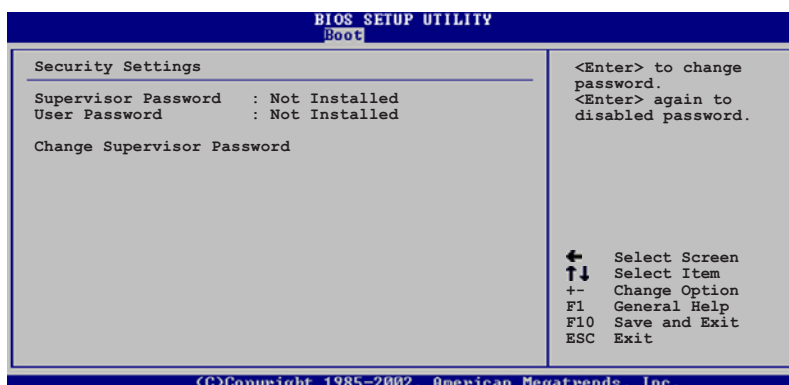 BIOS SETUP UTILITY
Boot
Security Settings
Supervisor Password : Not Installed
User Password : Not Installed
Change Supervisor Password
<Enter> to change
password.
<Enter> again to
disabled password.
← Select Screen
↑↓ Select Item
+- Change Option
F1 General Help
F10 Save and Exit
ESC Exit
(C)Copyright 1985-2002, American Megatrends, Inc